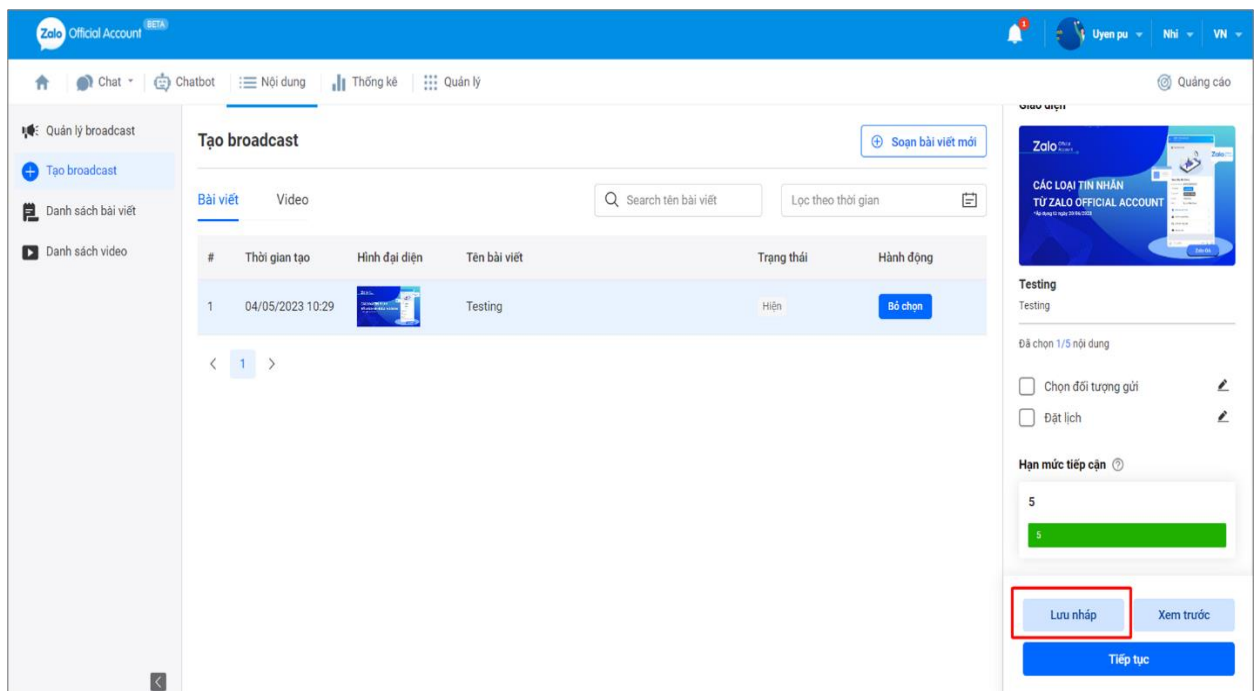 Zalo Official Account BETA
1
Uyen pu
Nhi
VN
Chat
Chatbot
Nội dung
Thống kê
Quản lý
Quảng cáo
Quản lý broadcast
Tạo broadcast
Danh sách bài viết
Danh sách video
Tạo broadcast
Soạn bài viết mới
Bài viết
Video
Search tên bài viết
Lọc theo thời gian
# Thời gian tạo Hình đại diện Tên bài viết Trạng thái Hành động
1 04/05/2023 10:29 Testing Hiện Bỏ chọn
1
Giao diện
Zalo Official Account
CÁC LOẠI TIN NHẮN
TỪ ZALO OFFICIAL ACCOUNT
Testing
Testing
Đã chọn 1/5 nội dung
Chọn đối tượng gửi
Đặt lịch
Hạn mức tiếp cận
5
5
Lưu nháp
Xem trước
Tiếp tục